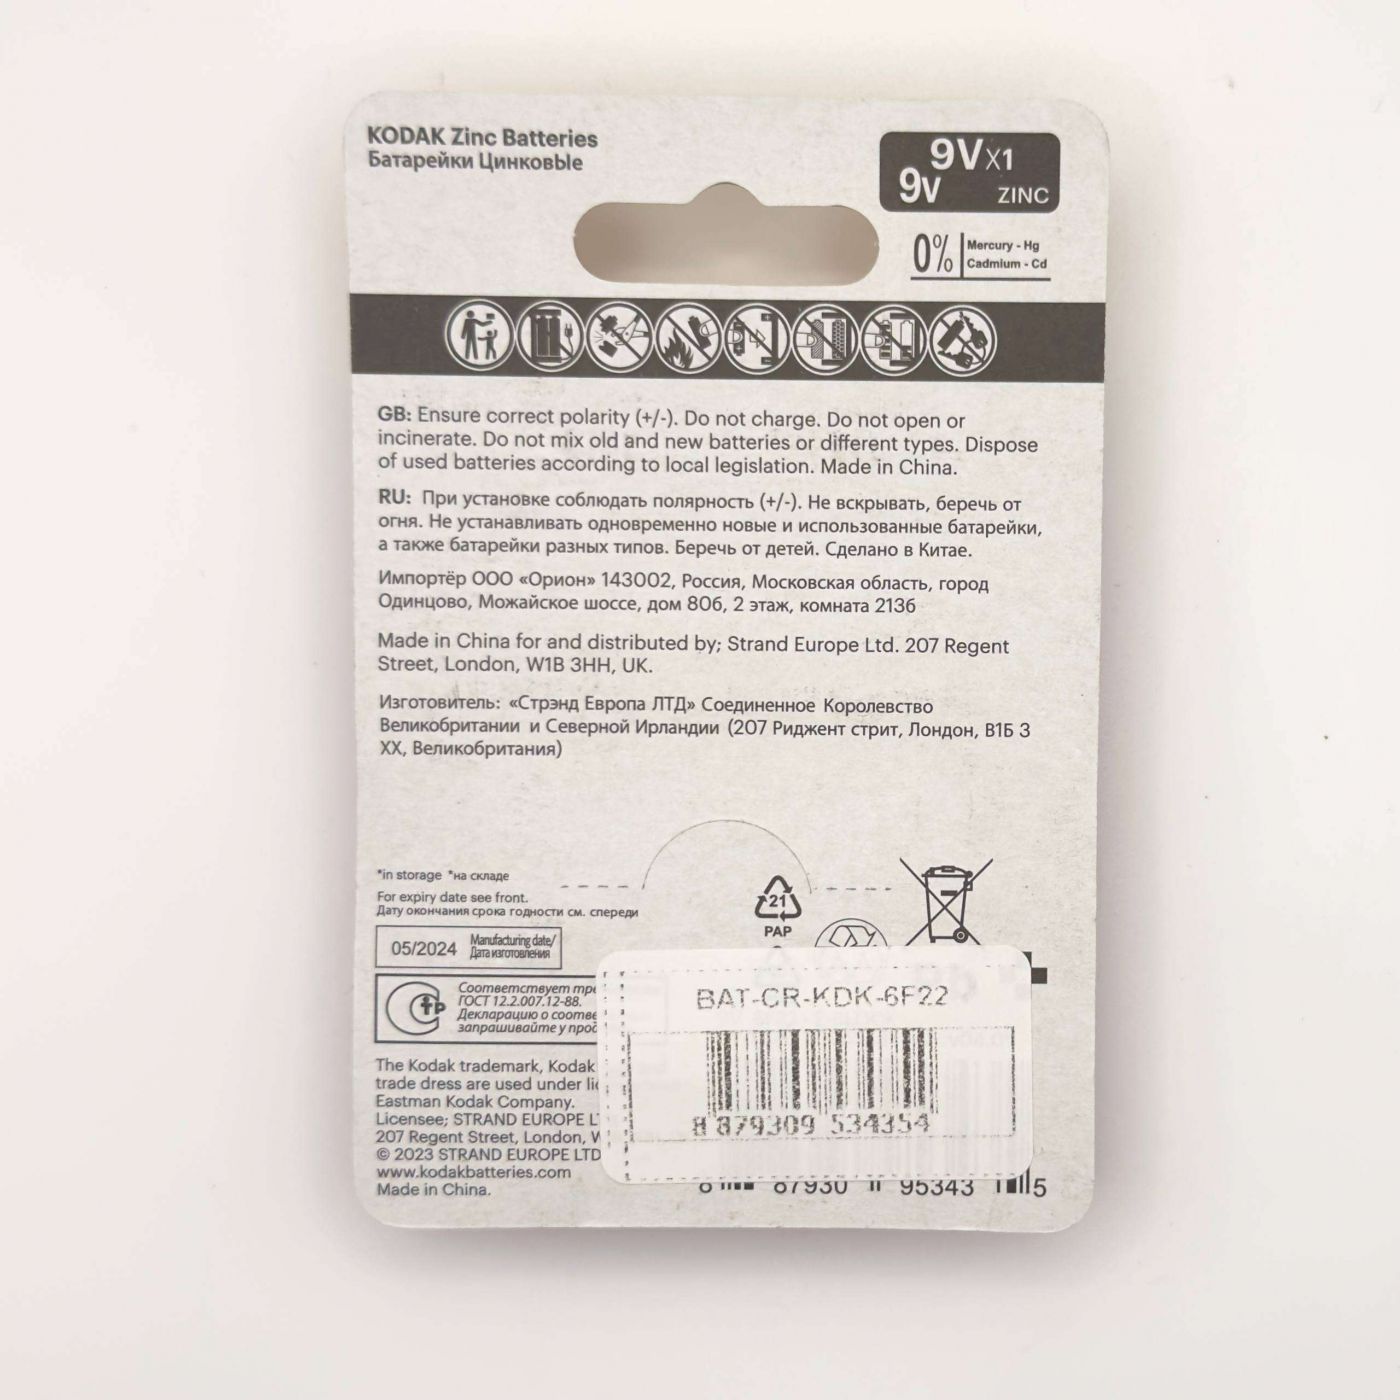 KODAK Zinc Batteries
Батарейки ЦинковЫе
9V X1
9V ZINC
0% Mercury - Hg
Cadmium - Cd
GB: Ensure correct polarity (+/-). Do not charge. Do not open or
incinerate. Do not mix old and new batteries or different types. Dispose
of used batteries according to local legislation. Made in China.
RU: При установке соблюдать полярность (+/-). Не вскрывать, беречь от
огня. Не устанавливать одновременно новые и использованные батарейки,
а также батарейки разных типов. Беречь от детей. Сделано в Китае.
Импортёр ООО «Орион» 143002, Россия, Московская область, город
Одинцово, Можайское шоссе, дом 80б, 2 этаж, комната 213б
Made in China for and distributed by; Strand Europe Ltd. 207 Regent
Street, London, W1B 3HH, UK.
Изготовитель: «Стрэнд Европа ЛТД» Соединенное Королевство
Великобритании и Северной Ирландии (207 Риджент стрит, Лондон, В1Б 3
ХХ, Великобритания)
*in storage *на складе
For expiry date see front.
Дату окончания срока годности см. спереди
21
PAP
05/2024 Manufacturing date/
Дата изготовления
Соответствует тре
ГОСТ 12.2.007.12-88.
Декларацию о соотве
запрашивайте у прод
The Kodak trademark, Kodak
trade dress are used under li
Eastman Kodak Company.
Licensee; STRAND EUROPE
207 Regent Street, London,
© 2023 STRAND EUROPE LTD
www.kodakbatteries.com
Made in China.
BAT-CR-KDK-6F22
8 879309 534354
87930 95343 5